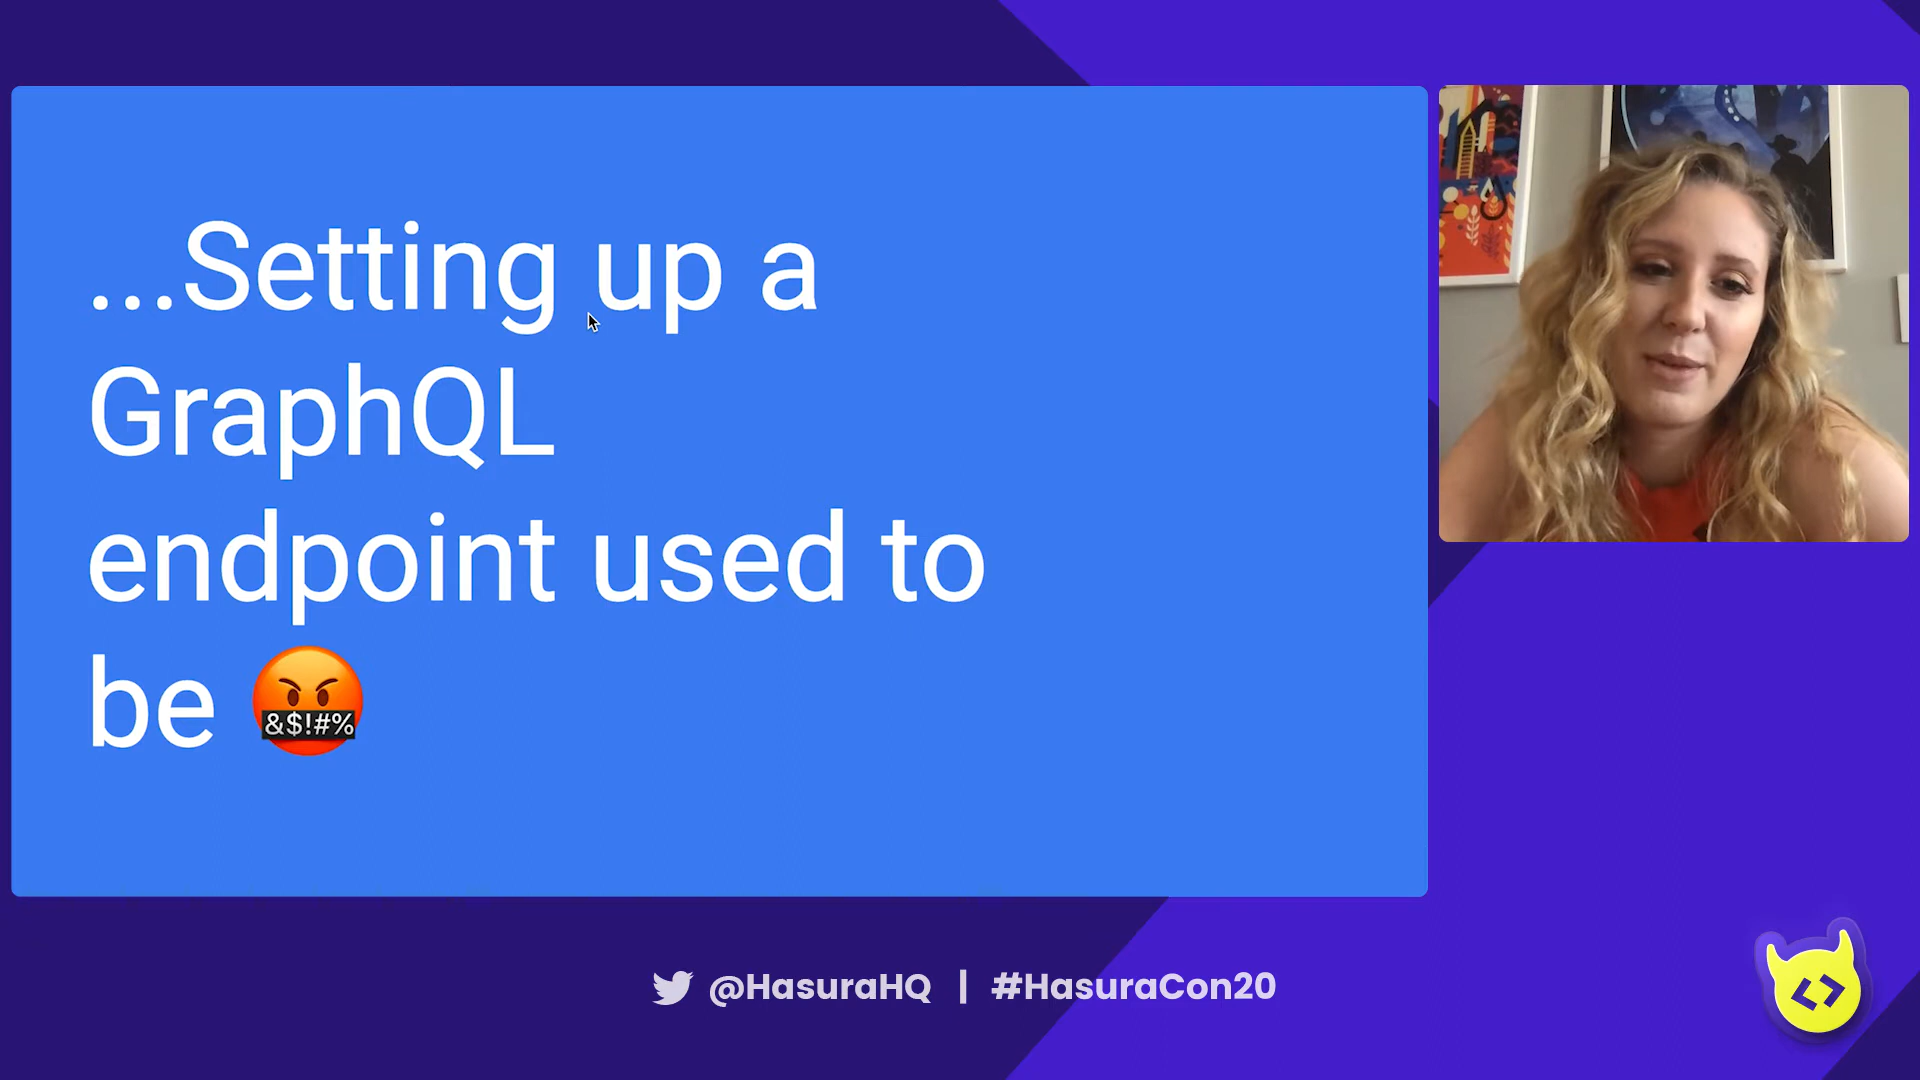 ...Setting up a
GraphQL
endpoint used to
be 🤬
&$!#%
@HasuraHQ | #HasuraCon20